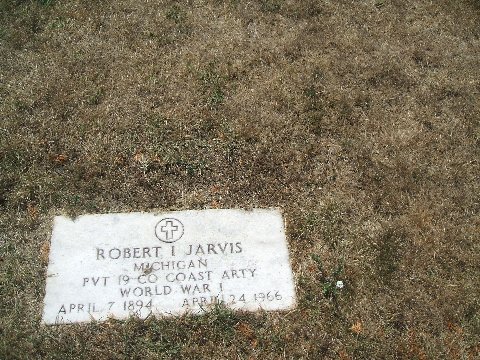 ROBERT I JARVIS
MICHIGAN
PVT 19 CO COAST ARTY
WORLD WAR I
APRIL 7 1894 APRIL 24 1966